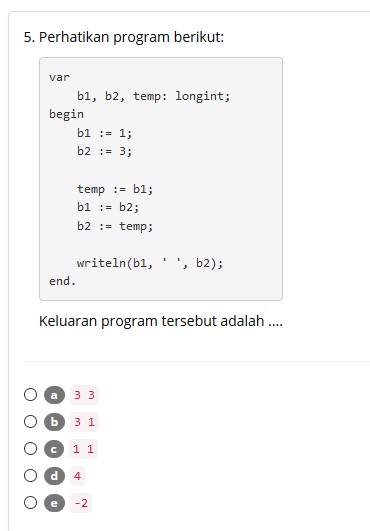 5. Perhatikan program berikut:
var
    b1, b2, temp: longint;
begin
    b1 := 1;
    b2 := 3;

    temp := b1;
    b1 := b2;
    b2 := temp;

    writeln(b1, ' ', b2);
end.
Keluaran program tersebut adalah ....
a 3 3
b 3 1
c 1 1
d 4
e -2